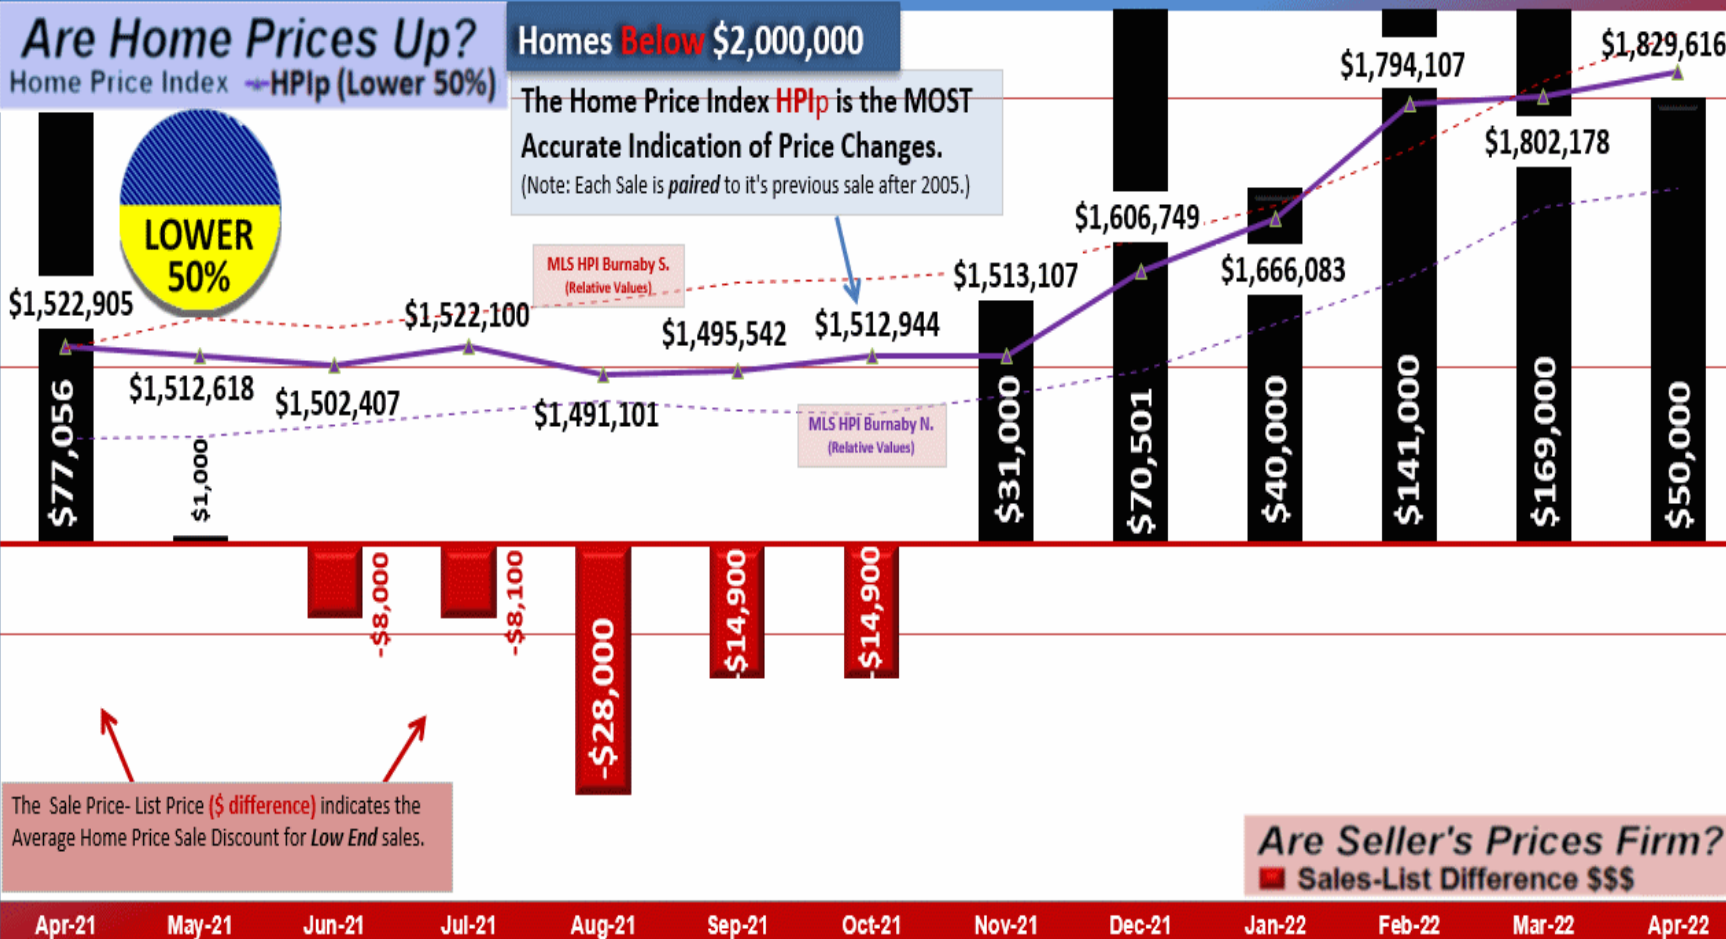 Are Home Prices Up?
Home Price Index HPIp (Lower 50%)
Homes Below $2,000,000
The Home Price Index HPIp is the MOST
Accurate Indication of Price Changes.
(Note: Each Sale is paired to it's previous sale after 2005.)
LOWER
50%
MLS HPI Burnaby S.
(Relative Values)
$1,522,905
$1,512,618
$1,502,407
$1,522,100
$1,491,101
$1,495,542
$1,512,944
$1,513,107
$1,606,749
$1,666,083
$1,794,107
$1,802,178
$1,829,616
MLS HPI Burnaby N.
(Relative Values)
$77,056
$1,000
-$8,000
-$8,100
-$28,000
-$14,900
-$14,900
$31,000
$70,501
$40,000
$141,000
$169,000
$50,000
The Sale Price- List Price ($ difference) indicates the
Average Home Price Sale Discount for Low End sales.
Are Seller's Prices Firm?
Sales-List Difference $$$
Apr-21 May-21 Jun-21 Jul-21 Aug-21 Sep-21 Oct-21 Nov-21 Dec-21 Jan-22 Feb-22 Mar-22 Apr-22